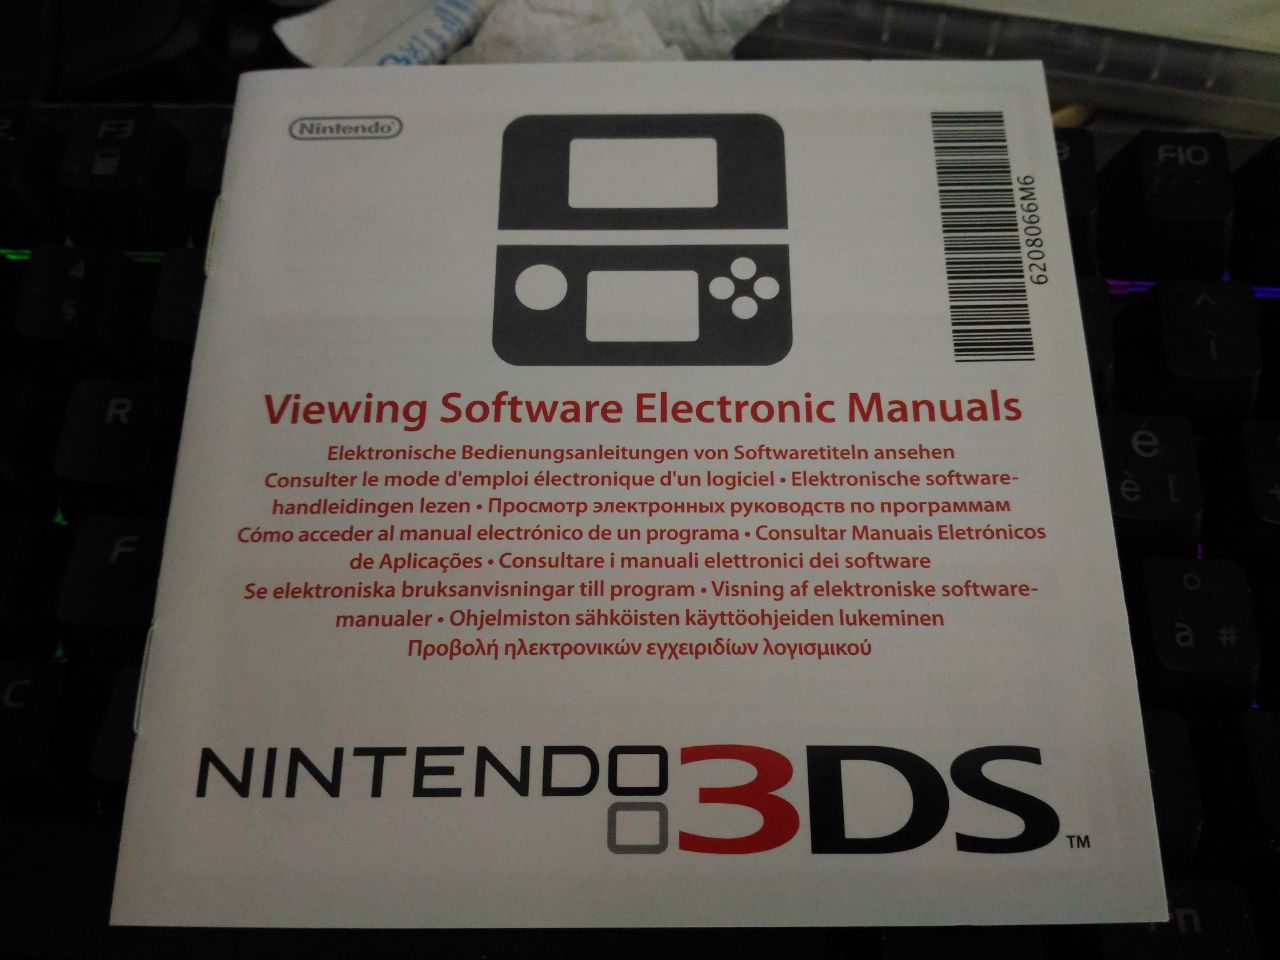 Nintendo®
6208066M6
Viewing Software Electronic Manuals
Elektronische Bedienungsanleitungen von Softwaretiteln ansehen
Consulter le mode d'emploi électronique d'un logiciel • Elektronische software-
handleidingen lezen • Просмотр электронных руководств по программам
Cómo acceder al manual electrónico de un programa • Consultar Manuais Eletrónicos
de Aplicações • Consultare i manuali elettronici dei software
Se elektroniska bruksanvisningar till program • Visning af elektroniske software-
manualer • Ohjelmiston sähköisten käyttöohjeiden lukeminen
Προβολή ηλεκτρονικών εγχειριδίων λογισμικού
NINTENDO 3DS™
F3
F10
4
$
R
^
ì
é
è [
F
°
à #
C